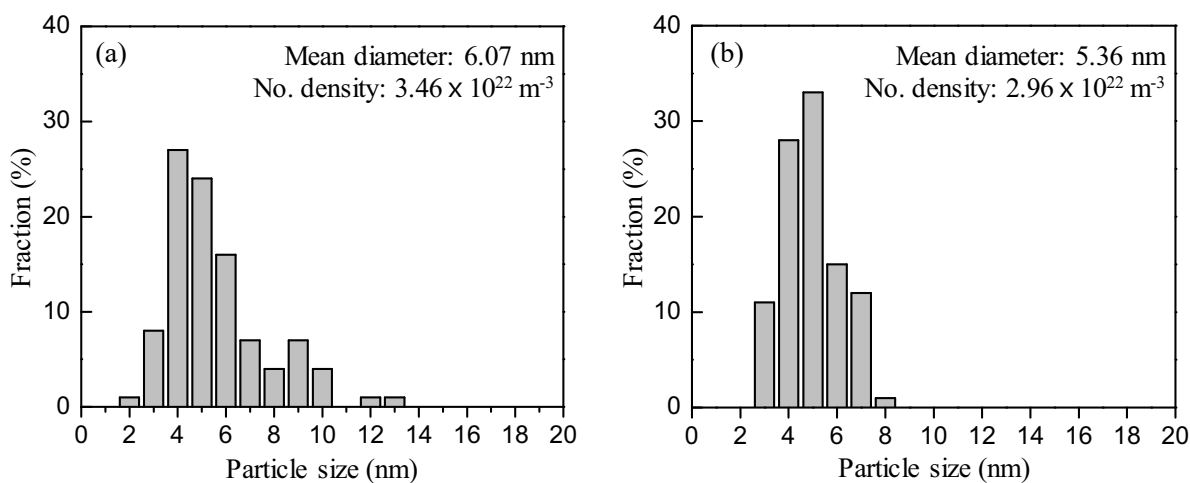 (a)
Mean diameter: 6.07 nm
No. density: 3.46 x 10²² m⁻³
40
30
20
10
0
Fraction (%)
0 2 4 6 8 10 12 14 16 18 20
Particle size (nm)
(b)
Mean diameter: 5.36 nm
No. density: 2.96 x 10²² m⁻³
40
30
20
10
0
Fraction (%)
0 2 4 6 8 10 12 14 16 18 20
Particle size (nm)